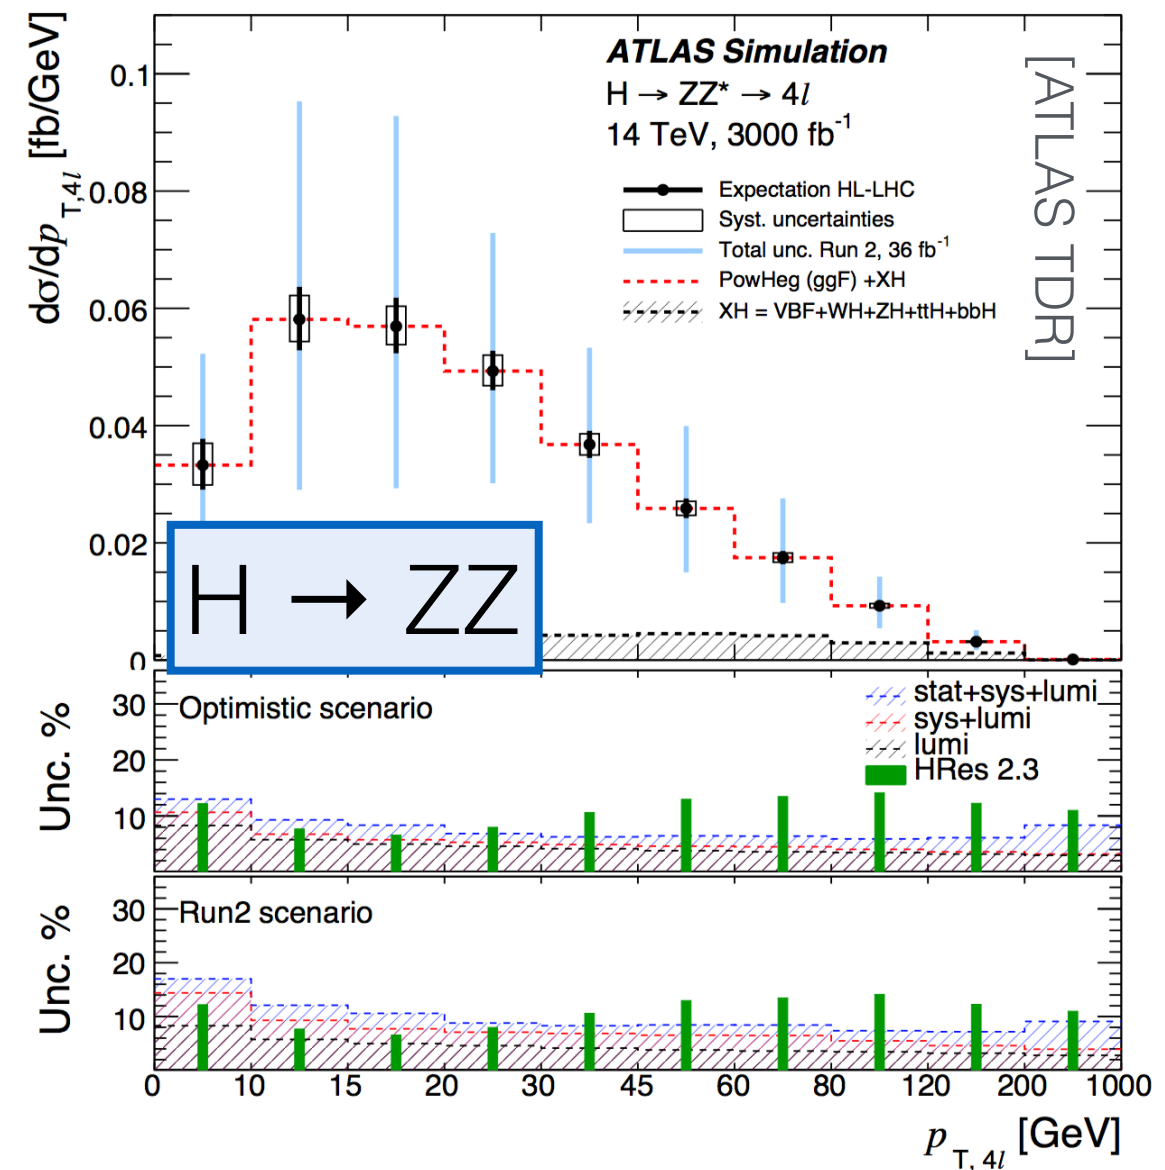 dσ/dp T,4l [fb/GeV]
0.1
0.08
0.06
0.04
0.02
0
ATLAS Simulation
H → ZZ* → 4l
14 TeV, 3000 fb-1
Expectation HL-LHC
Syst. uncertainties
Total unc. Run 2, 36 fb-1
PowHeg (ggF) +XH
XH = VBF+WH+ZH+ttH+bbH
[ATLAS TDR]
H → ZZ
Unc. %
30
20
10
Optimistic scenario
stat+sys+lumi
sys+lumi
lumi
HRes 2.3
Unc. %
30
20
10
Run2 scenario
0 10 15 20 30 45 60 80 120 200 1000
p T, 4l [GeV]